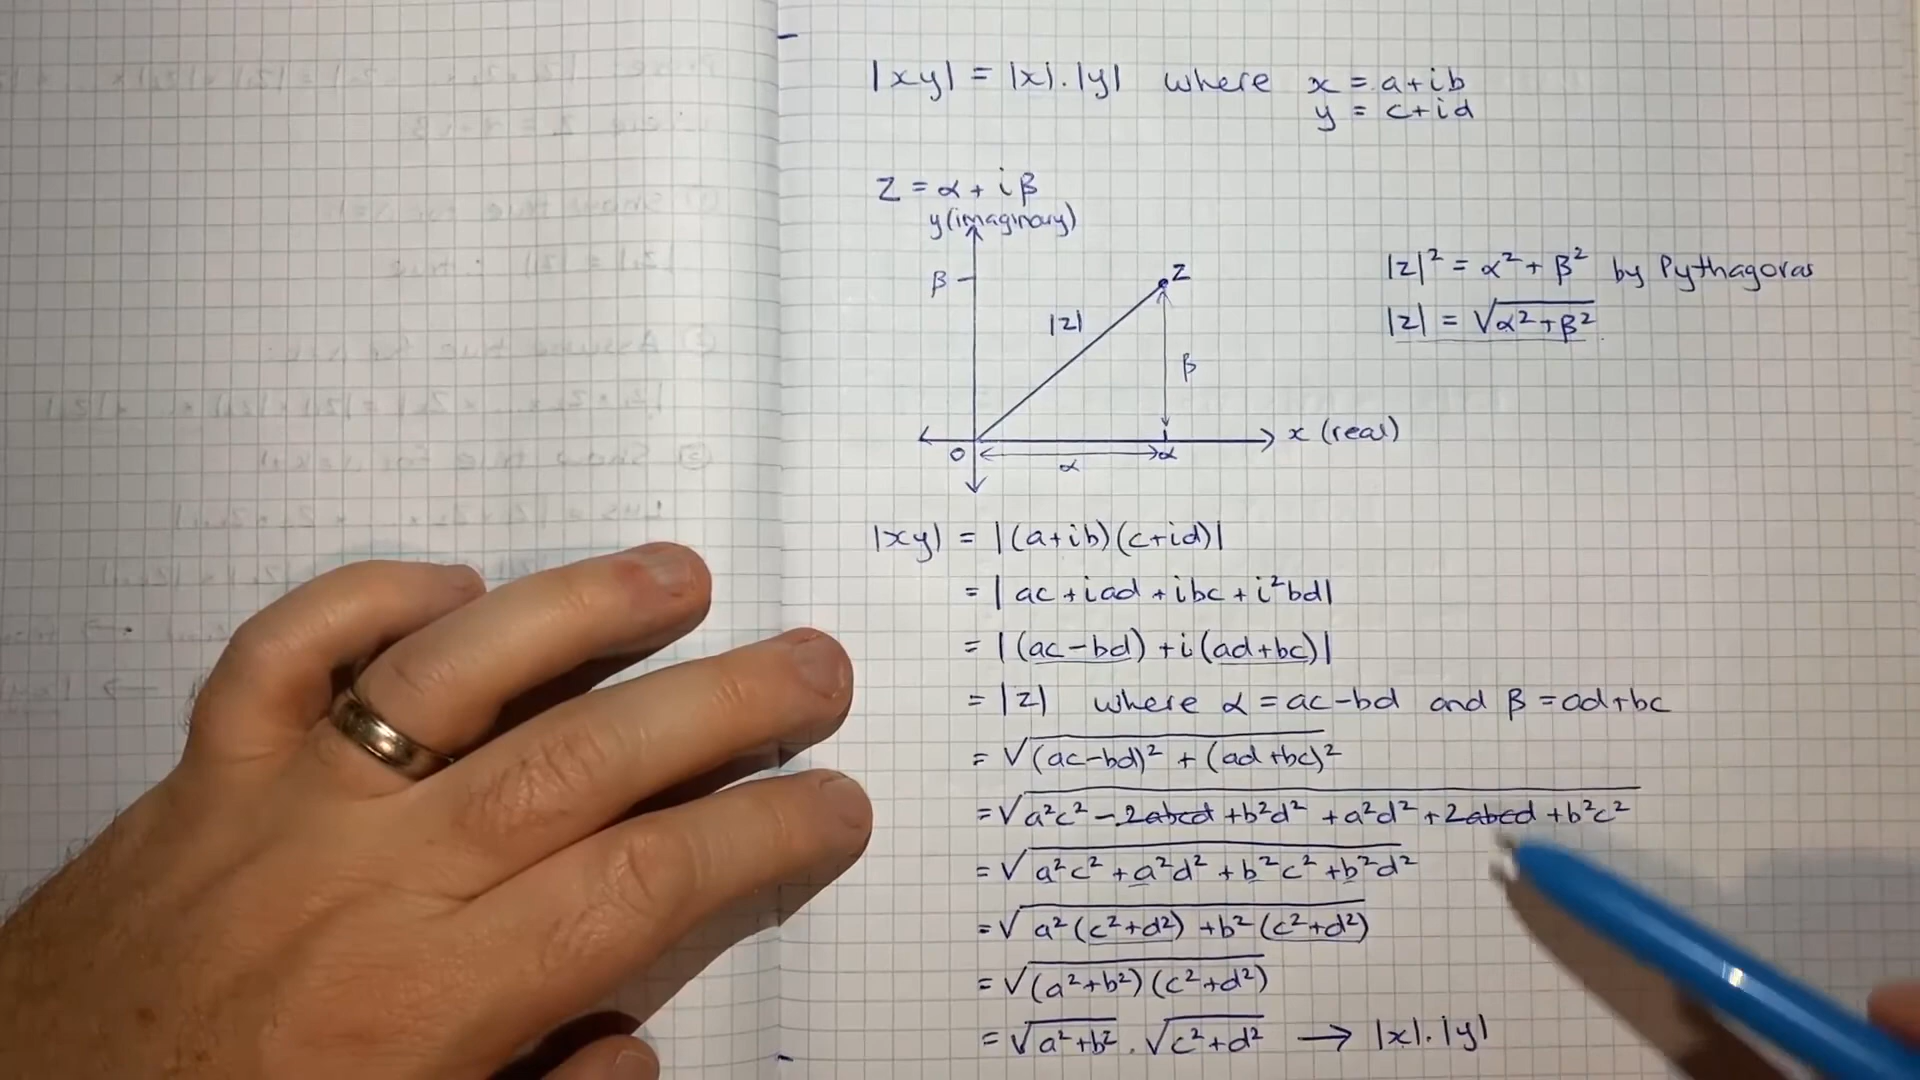 |xy| = |x|.|y| where x = a+ib
y = c+id
Z = α + iβ
y(imaginary)
β
Z
|z|
β
|z|² = α² + β² by Pythagoras
|z| = √α²+β²
x (real)
O
α
α
|xy| = |(a+ib)(c+id)|
= | ac + iad + ibc + i²bd|
= | (ac-bd) + i(ad+bc)|
= |z| where α = ac-bd and β = ad+bc
= √(ac-bd)² + (ad+bc)²
= √a²c² - 2abcd + b²d² + a²d² + 2abcd + b²c²
= √a²c² + a²d² + b²c² + b²d²
= √a²(c²+d²) + b²(c²+d²)
= √(a²+b²)(c²+d²)
= √a²+b² . √c²+d² → |x|.|y|